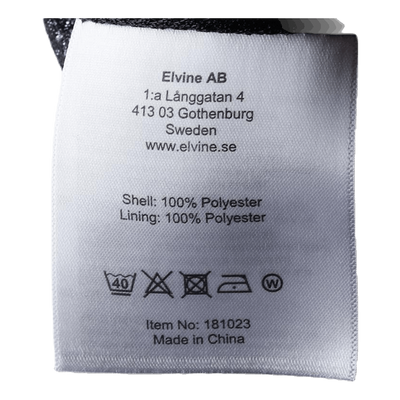 Elvine AB
1:a Långgatan 4
413 03 Gothenburg
Sweden
www.elvine.se
Shell: 100% Polyester
Lining: 100% Polyester
40 W
Item No: 181023
Made in China